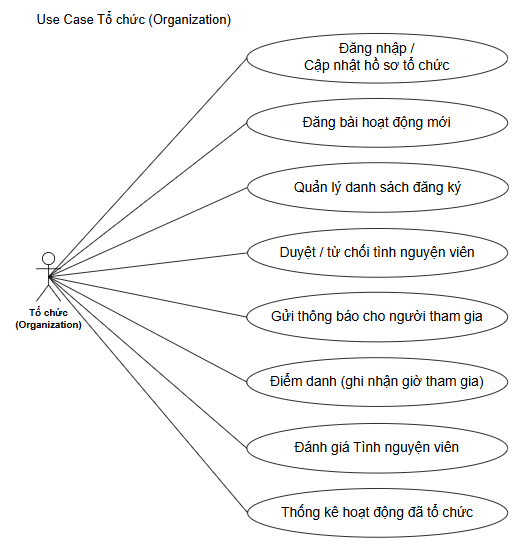 Use Case Tổ chức (Organization)
Đăng nhập /
Cập nhật hồ sơ tổ chức
Đăng bài hoạt động mới
Quản lý danh sách đăng ký
Duyệt / từ chối tình nguyện viên
Tổ chức
(Organization)
Gửi thông báo cho người tham gia
Điểm danh (ghi nhận giờ tham gia)
Đánh giá Tình nguyện viên
Thống kê hoạt động đã tổ chức